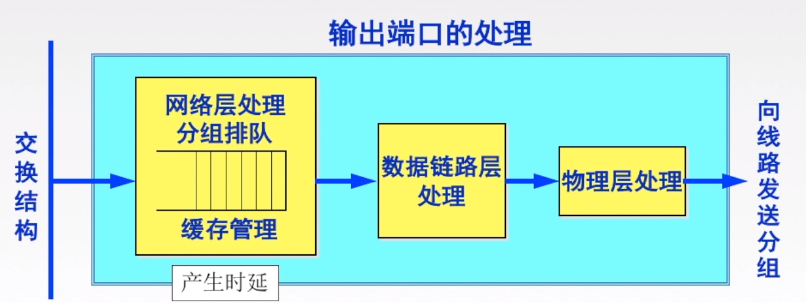 输出端口的处理
交换结构
网络层处理
分组排队
缓存管理
产生时延
数据链路层
处理
物理层处理
向线路发送分组